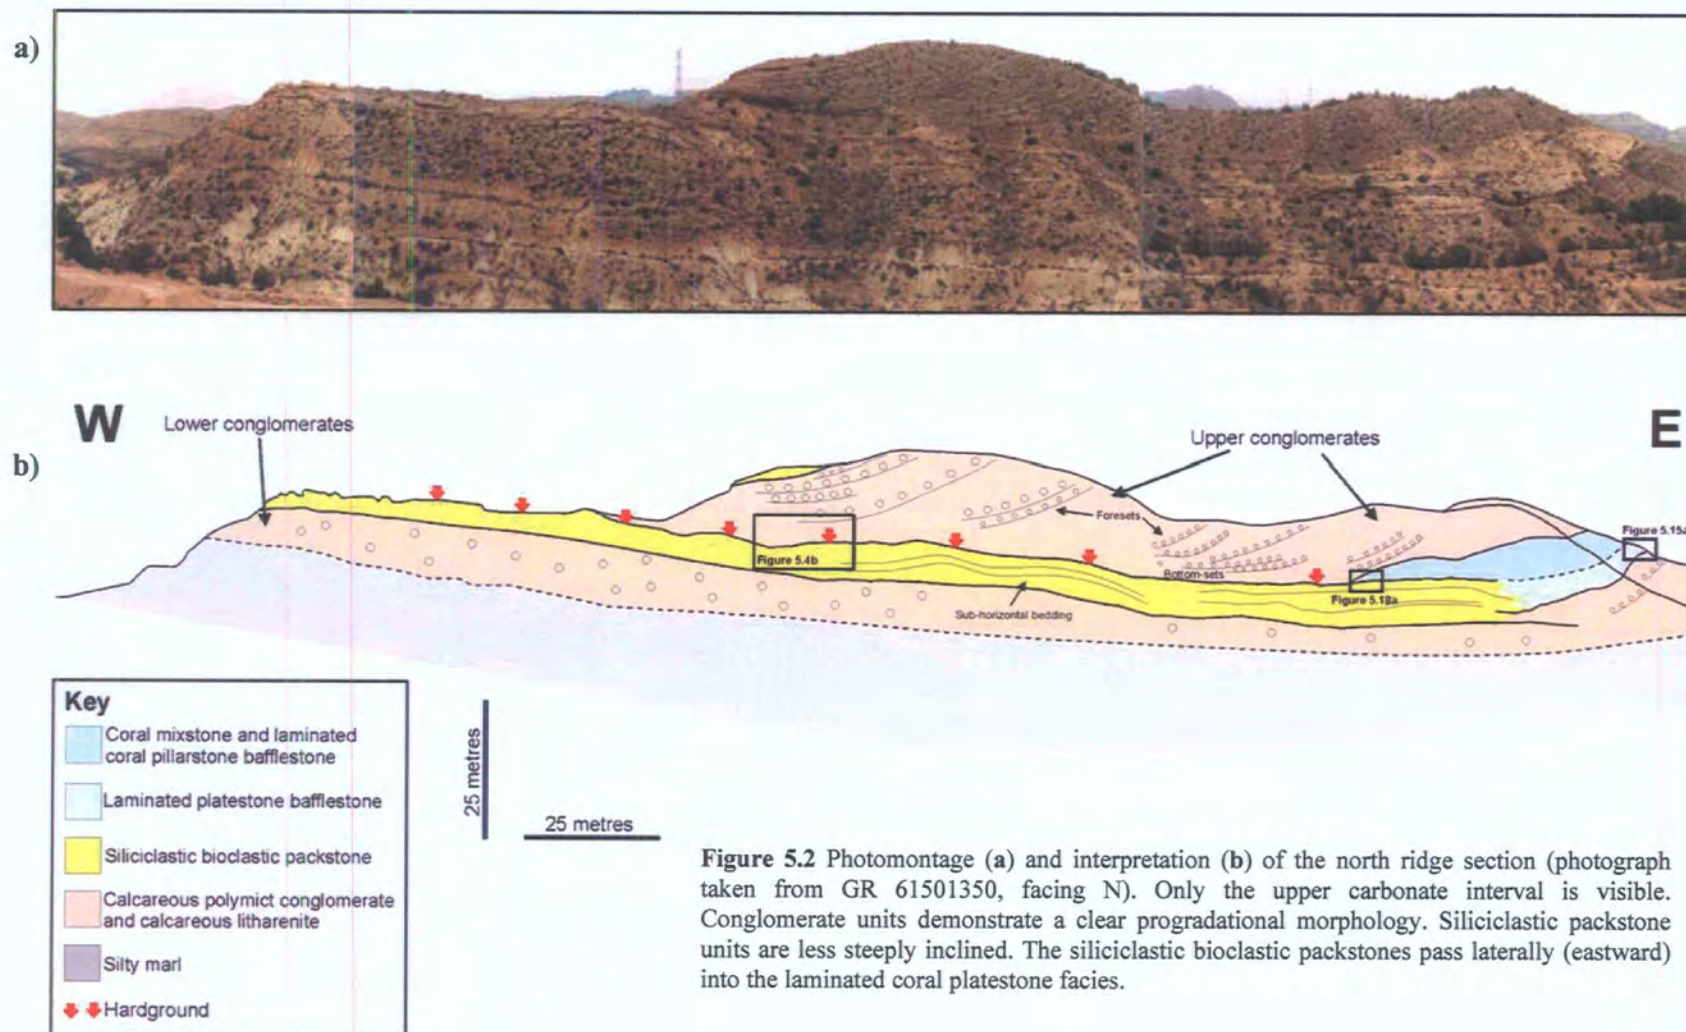 a)
W
E
b)
Lower conglomerates
Upper conglomerates
Foresets
Figure 5.15a
Figure 5.4b
Bottom-sets
Figure 5.18a
Sub-horizontal bedding
Key
Coral mixstone and laminated
coral pillarstone bafflestone
Laminated platestone bafflestone
Siliciclastic bioclastic packstone
Calcareous polymict conglomerate
and calcareous litharenite
Silty marl
Hardground
25 metres
25 metres
Figure 5.2 Photomontage (a) and interpretation (b) of the north ridge section (photograph
taken from GR 61501350, facing N). Only the upper carbonate interval is visible.
Conglomerate units demonstrate a clear progradational morphology. Siliciclastic packstone
units are less steeply inclined. The siliciclastic bioclastic packstones pass laterally (eastward)
into the laminated coral platestone facies.